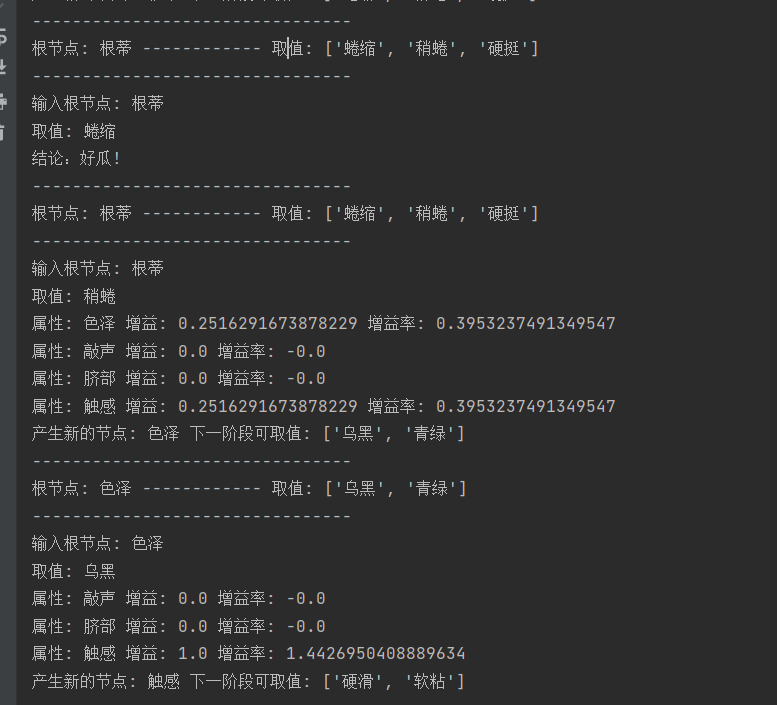 --------------------------------
根节点: 根蒂 ------------ 取值: ['蜷缩', '稍蜷', '硬挺']
--------------------------------
输入根节点: 根蒂
取值: 蜷缩
结论: 好瓜!
--------------------------------
根节点: 根蒂 ------------ 取值: ['蜷缩', '稍蜷', '硬挺']
--------------------------------
输入根节点: 根蒂
取值: 稍蜷
属性: 色泽 增益: 0.2516291673878229 增益率: 0.3953237491349547
属性: 敲声 增益: 0.0 增益率: -0.0
属性: 脐部 增益: 0.0 增益率: -0.0
属性: 触感 增益: 0.2516291673878229 增益率: 0.3953237491349547
产生新的节点: 色泽 下一阶段可取值: ['乌黑', '青绿']
--------------------------------
根节点: 色泽 ------------ 取值: ['乌黑', '青绿']
--------------------------------
输入根节点: 色泽
取值: 乌黑
属性: 敲声 增益: 0.0 增益率: -0.0
属性: 脐部 增益: 0.0 增益率: -0.0
属性: 触感 增益: 1.0 增益率: 1.4426950408889634
产生新的节点: 触感 下一阶段可取值: ['硬滑', '软粘']